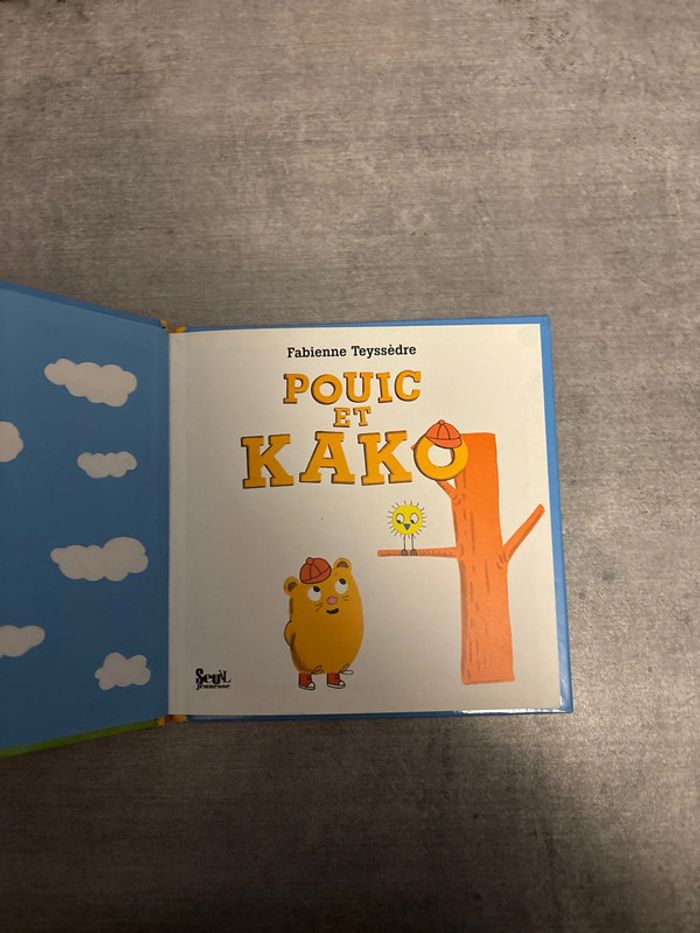 Fabienne Teyssèdre
POUIC
ET
KAKO
Seuil
jeunesse